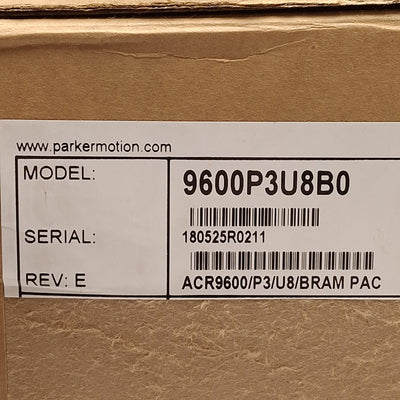 www.parkermotion.com
MODEL: 9600P3U8B0
SERIAL: 180525R0211
REV: E ACR9600/P3/U8/BRAM PAC